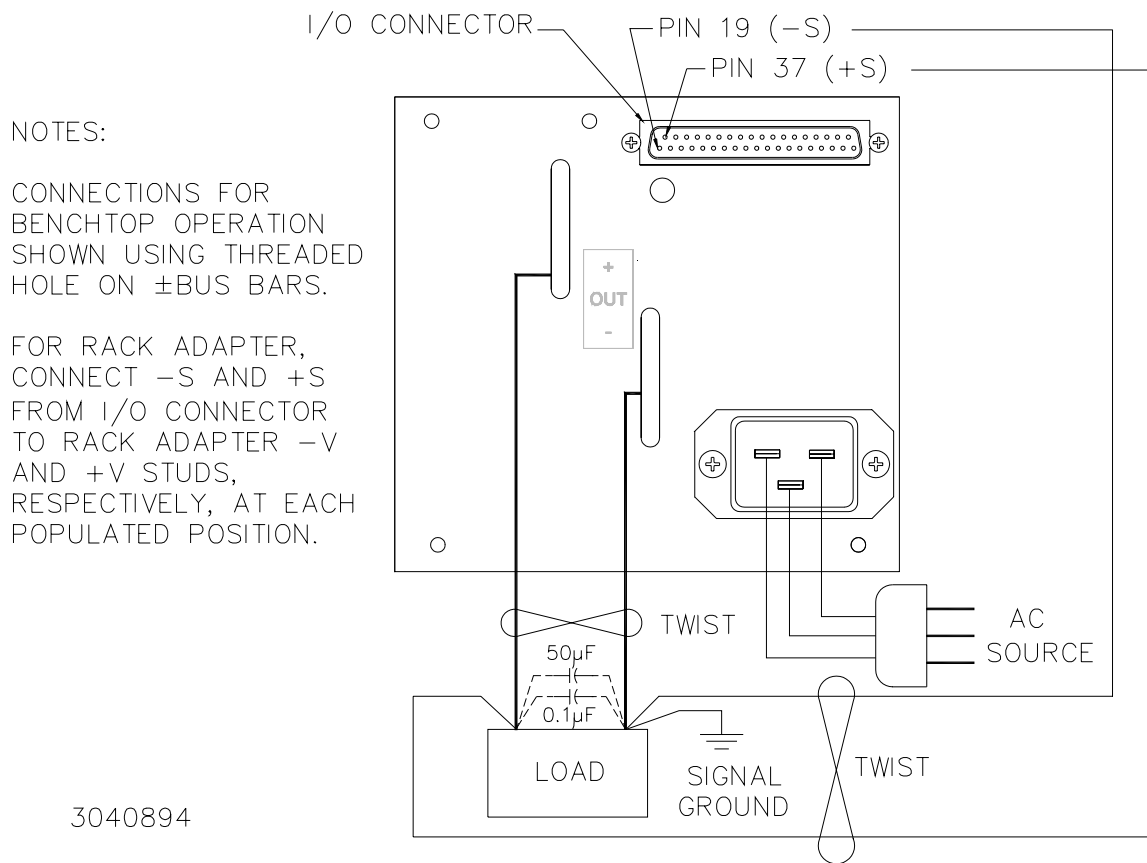 I/O CONNECTOR
PIN 19 (−S)
PIN 37 (+S)
NOTES:
CONNECTIONS FOR
BENCHTOP OPERATION
SHOWN USING THREADED
HOLE ON ±BUS BARS.
FOR RACK ADAPTER,
CONNECT −S AND +S
FROM I/O CONNECTOR
TO RACK ADAPTER −V
AND +V STUDS,
RESPECTIVELY, AT EACH
POPULATED POSITION.
+
OUT
-
TWIST
AC
SOURCE
50µF
0.1µF
LOAD
SIGNAL
GROUND
TWIST
3040894